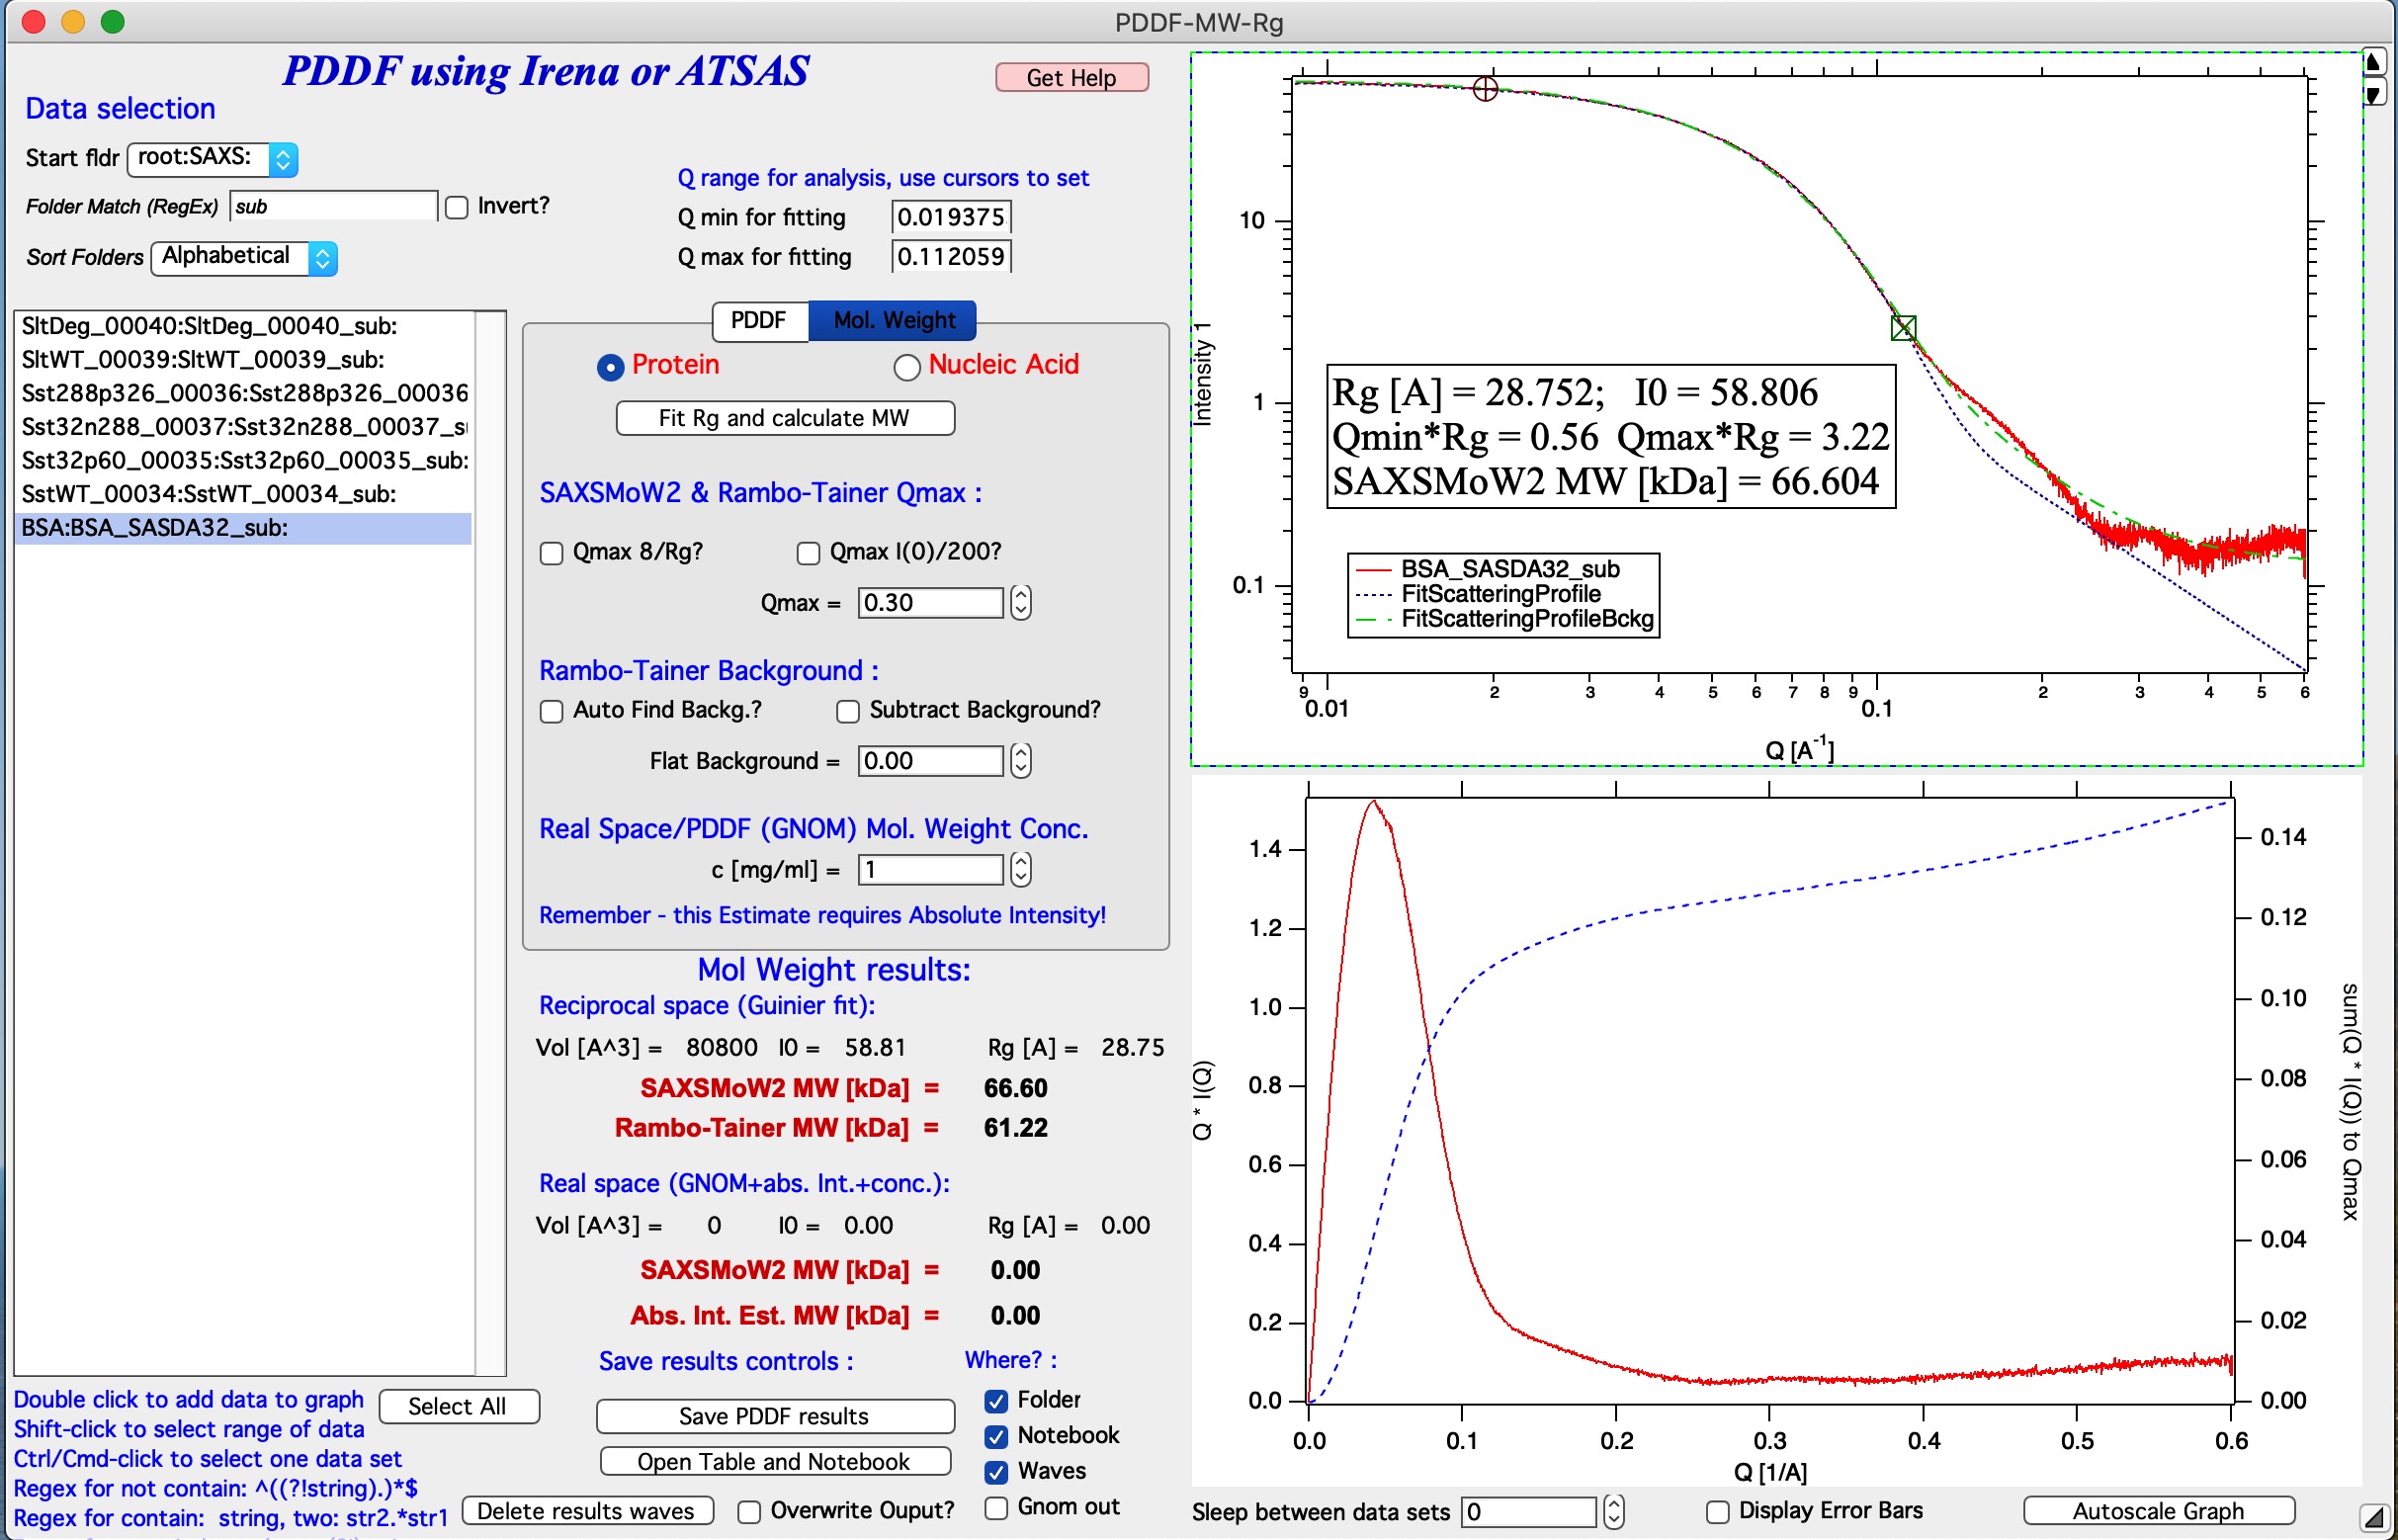 PDDF-MW-Rg
PDDF using Irena or ATSAS
Get Help
Data selection
Start fldr root:SAXS:
Folder Match (RegEx) sub Invert?
Sort Folders Alphabetical
Q range for analysis, use cursors to set
Q min for fitting 0.019375
Q max for fitting 0.112059
SltDeg_00040:SltDeg_00040_sub:
SltWT_00039:SltWT_00039_sub:
Sst288p326_00036:Sst288p326_00036
Sst32n288_00037:Sst32n288_00037_s
Sst32p60_00035:Sst32p60_00035_sub:
SstWT_00034:SstWT_00034_sub:
BSA:BSA_SASDA32_sub:
PDDF Mol. Weight
Protein Nucleic Acid
Fit Rg and calculate MW
SAXSMoW2 & Rambo-Tainer Qmax :
Qmax 8/Rg? Qmax I(0)/200?
Qmax = 0.30
Rambo-Tainer Background :
Auto Find Backg.? Subtract Background?
Flat Background = 0.00
Real Space/PDDF (GNOM) Mol. Weight Conc.
c [mg/ml] = 1
Remember - this Estimate requires Absolute Intensity!
Mol Weight results:
Reciprocal space (Guinier fit):
Vol [A^3] = 80800 I0 = 58.81 Rg [A] = 28.75
SAXSMoW2 MW [kDa] = 66.60
Rambo-Tainer MW [kDa] = 61.22
Real space (GNOM+abs. Int.+conc.):
Vol [A^3] = 0 I0 = 0.00 Rg [A] = 0.00
SAXSMoW2 MW [kDa] = 0.00
Abs. Int. Est. MW [kDa] = 0.00
Save results controls : Where? :
Save PDDF results
Open Table and Notebook
Folder
Notebook
Waves
Gnom out
Double click to add data to graph
Shift-click to select range of data
Ctrl/Cmd-click to select one data set
Regex for not contain: ^((?!string).)*$
Regex for contain: string, two: str2.*str1
Select All
Delete results waves Overwrite Ouput?
Intensity 1
10
1
0.1
Rg [A] = 28.752; I0 = 58.806
Qmin*Rg = 0.56 Qmax*Rg = 3.22
SAXSMoW2 MW [kDa] = 66.604
BSA_SASDA32_sub
FitScatteringProfile
FitScatteringProfileBckg
9 2 3 4 5 6 7 8 9 2 3 4 5 6
0.01 0.1
Q [A-1]
Q * I(Q)
1.4
1.2
1.0
0.8
0.6
0.4
0.2
0.0
0.14
0.12
0.10
0.08
0.06
0.04
0.02
0.00
sum(Q * I(Q)) to Qmax
0.0 0.1 0.2 0.3 0.4 0.5 0.6
Q [1/A]
Sleep between data sets 0 Display Error Bars Autoscale Graph